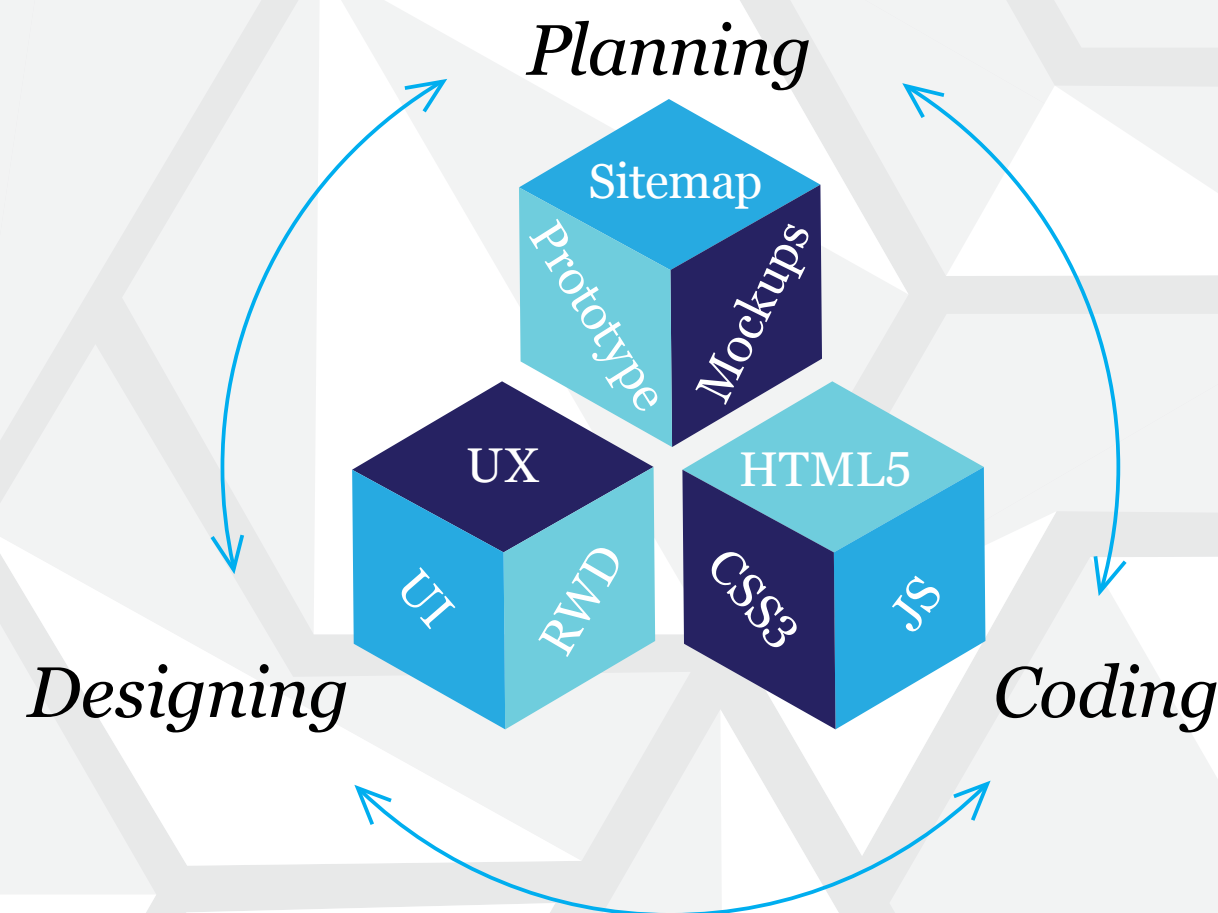 Planning
Sitemap
Prototype
Mockups
UX
UI
RWD
HTML5
CSS3
JS
Designing
Coding